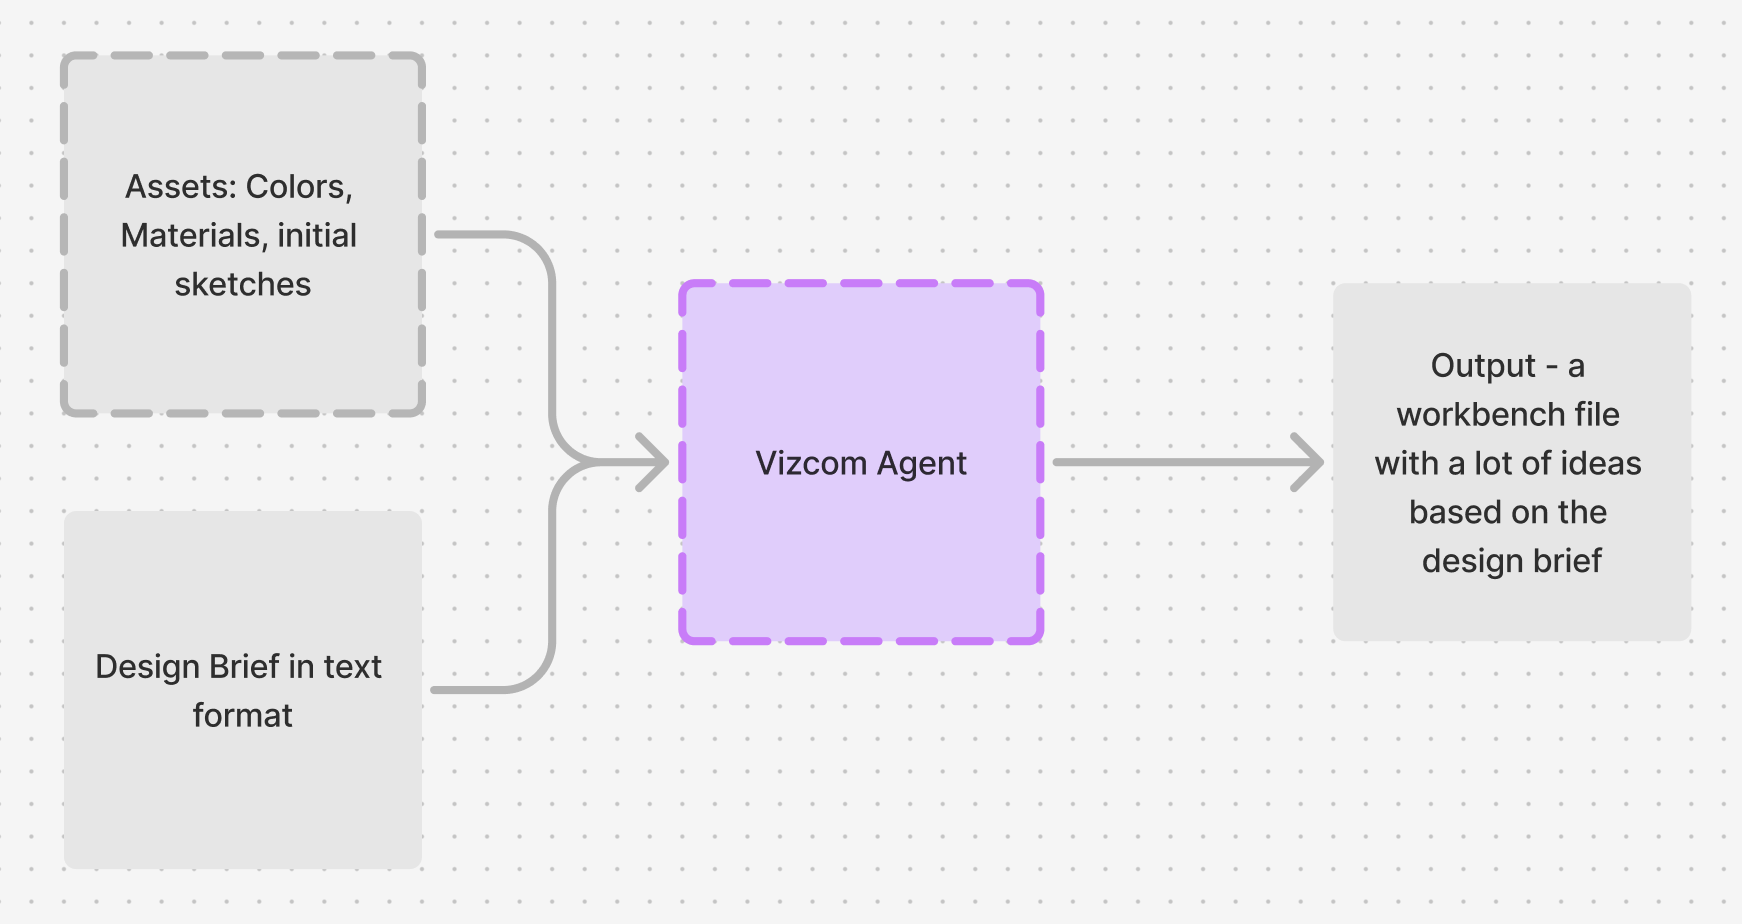 Assets: Colors,
Materials, initial
sketches
Design Brief in text
format
Vizcom Agent
Output - a
workbench file
with a lot of ideas
based on the
design brief